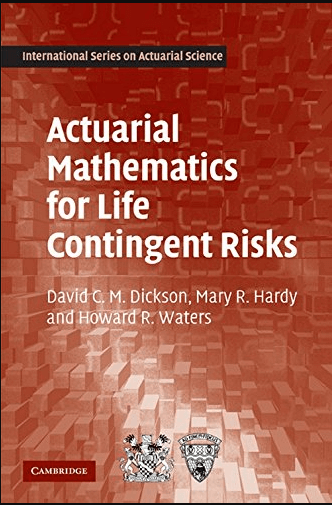 International Series on Actuarial Science
Actuarial
Mathematics
for Life
Contingent Risks
David C. M. Dickson, Mary R. Hardy
and Howard R. Waters
CAMBRIDGE